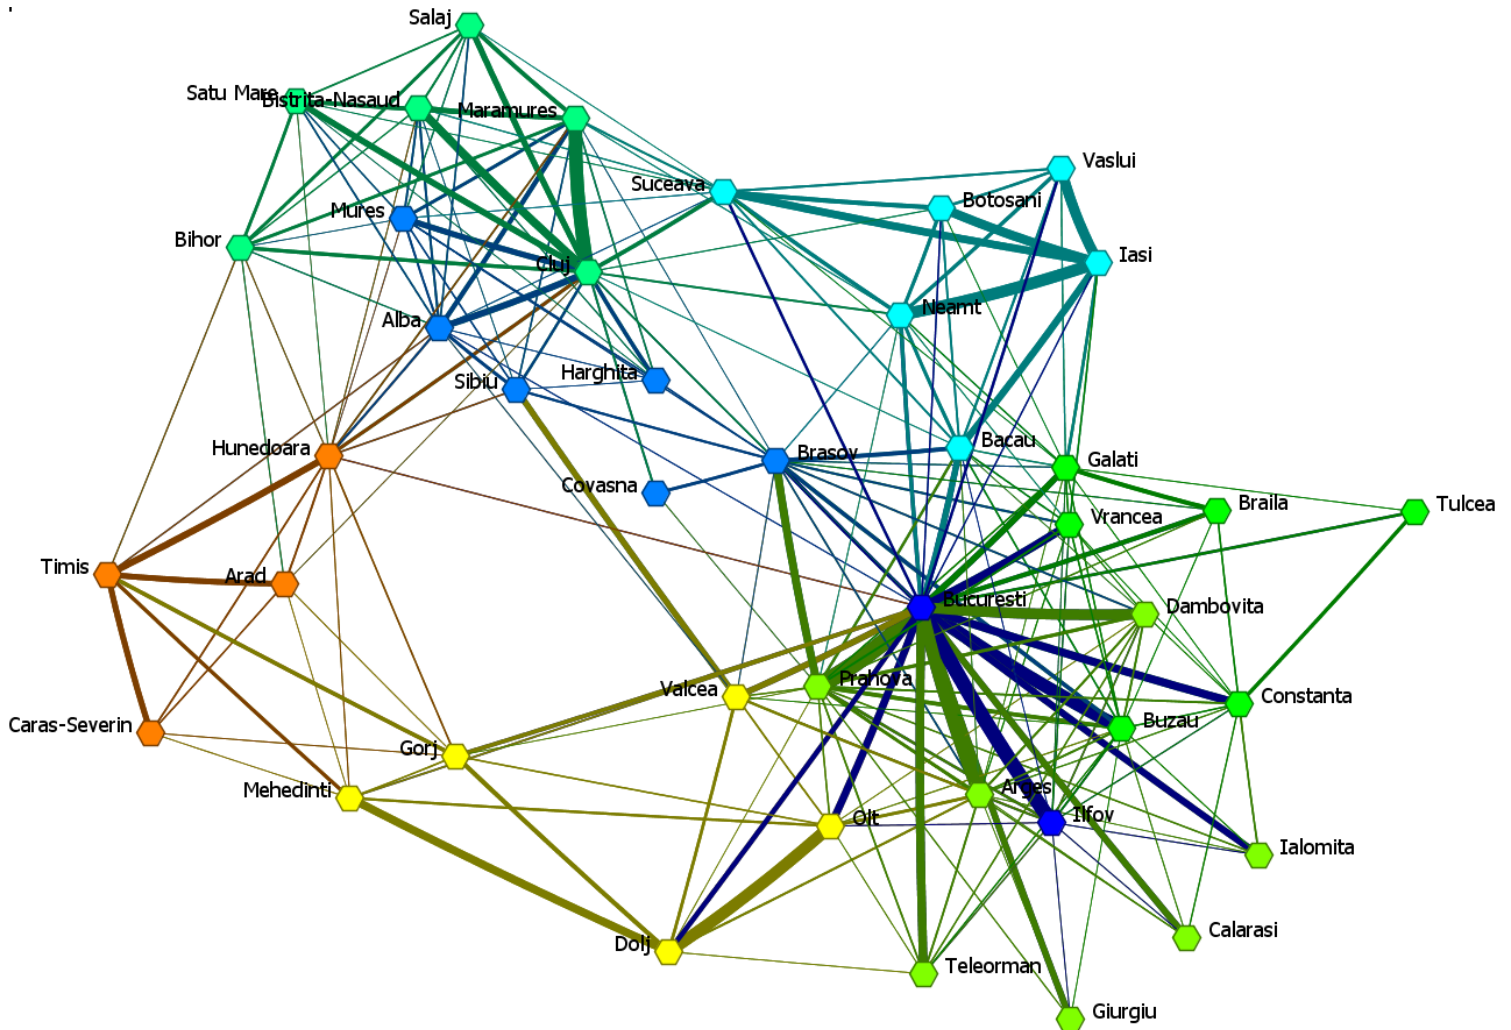 Salaj
Satu Mare
Bistrita-Nasaud
Maramures
Vaslui
Suceava
Botosani
Mures
Bihor
Iasi
Cluj
Neamt
Alba
Sibiu
Harghita
Hunedoara
Brasov
Bacau
Galati
Covasna
Braila
Tulcea
Vrancea
Timis
Arad
Bucuresti
Dambovita
Prahova
Valcea
Constanta
Caras-Severin
Buzau
Gorj
Mehedinti
Arges
Olt
Ilfov
Ialomita
Dolj
Calarasi
Teleorman
Giurgiu